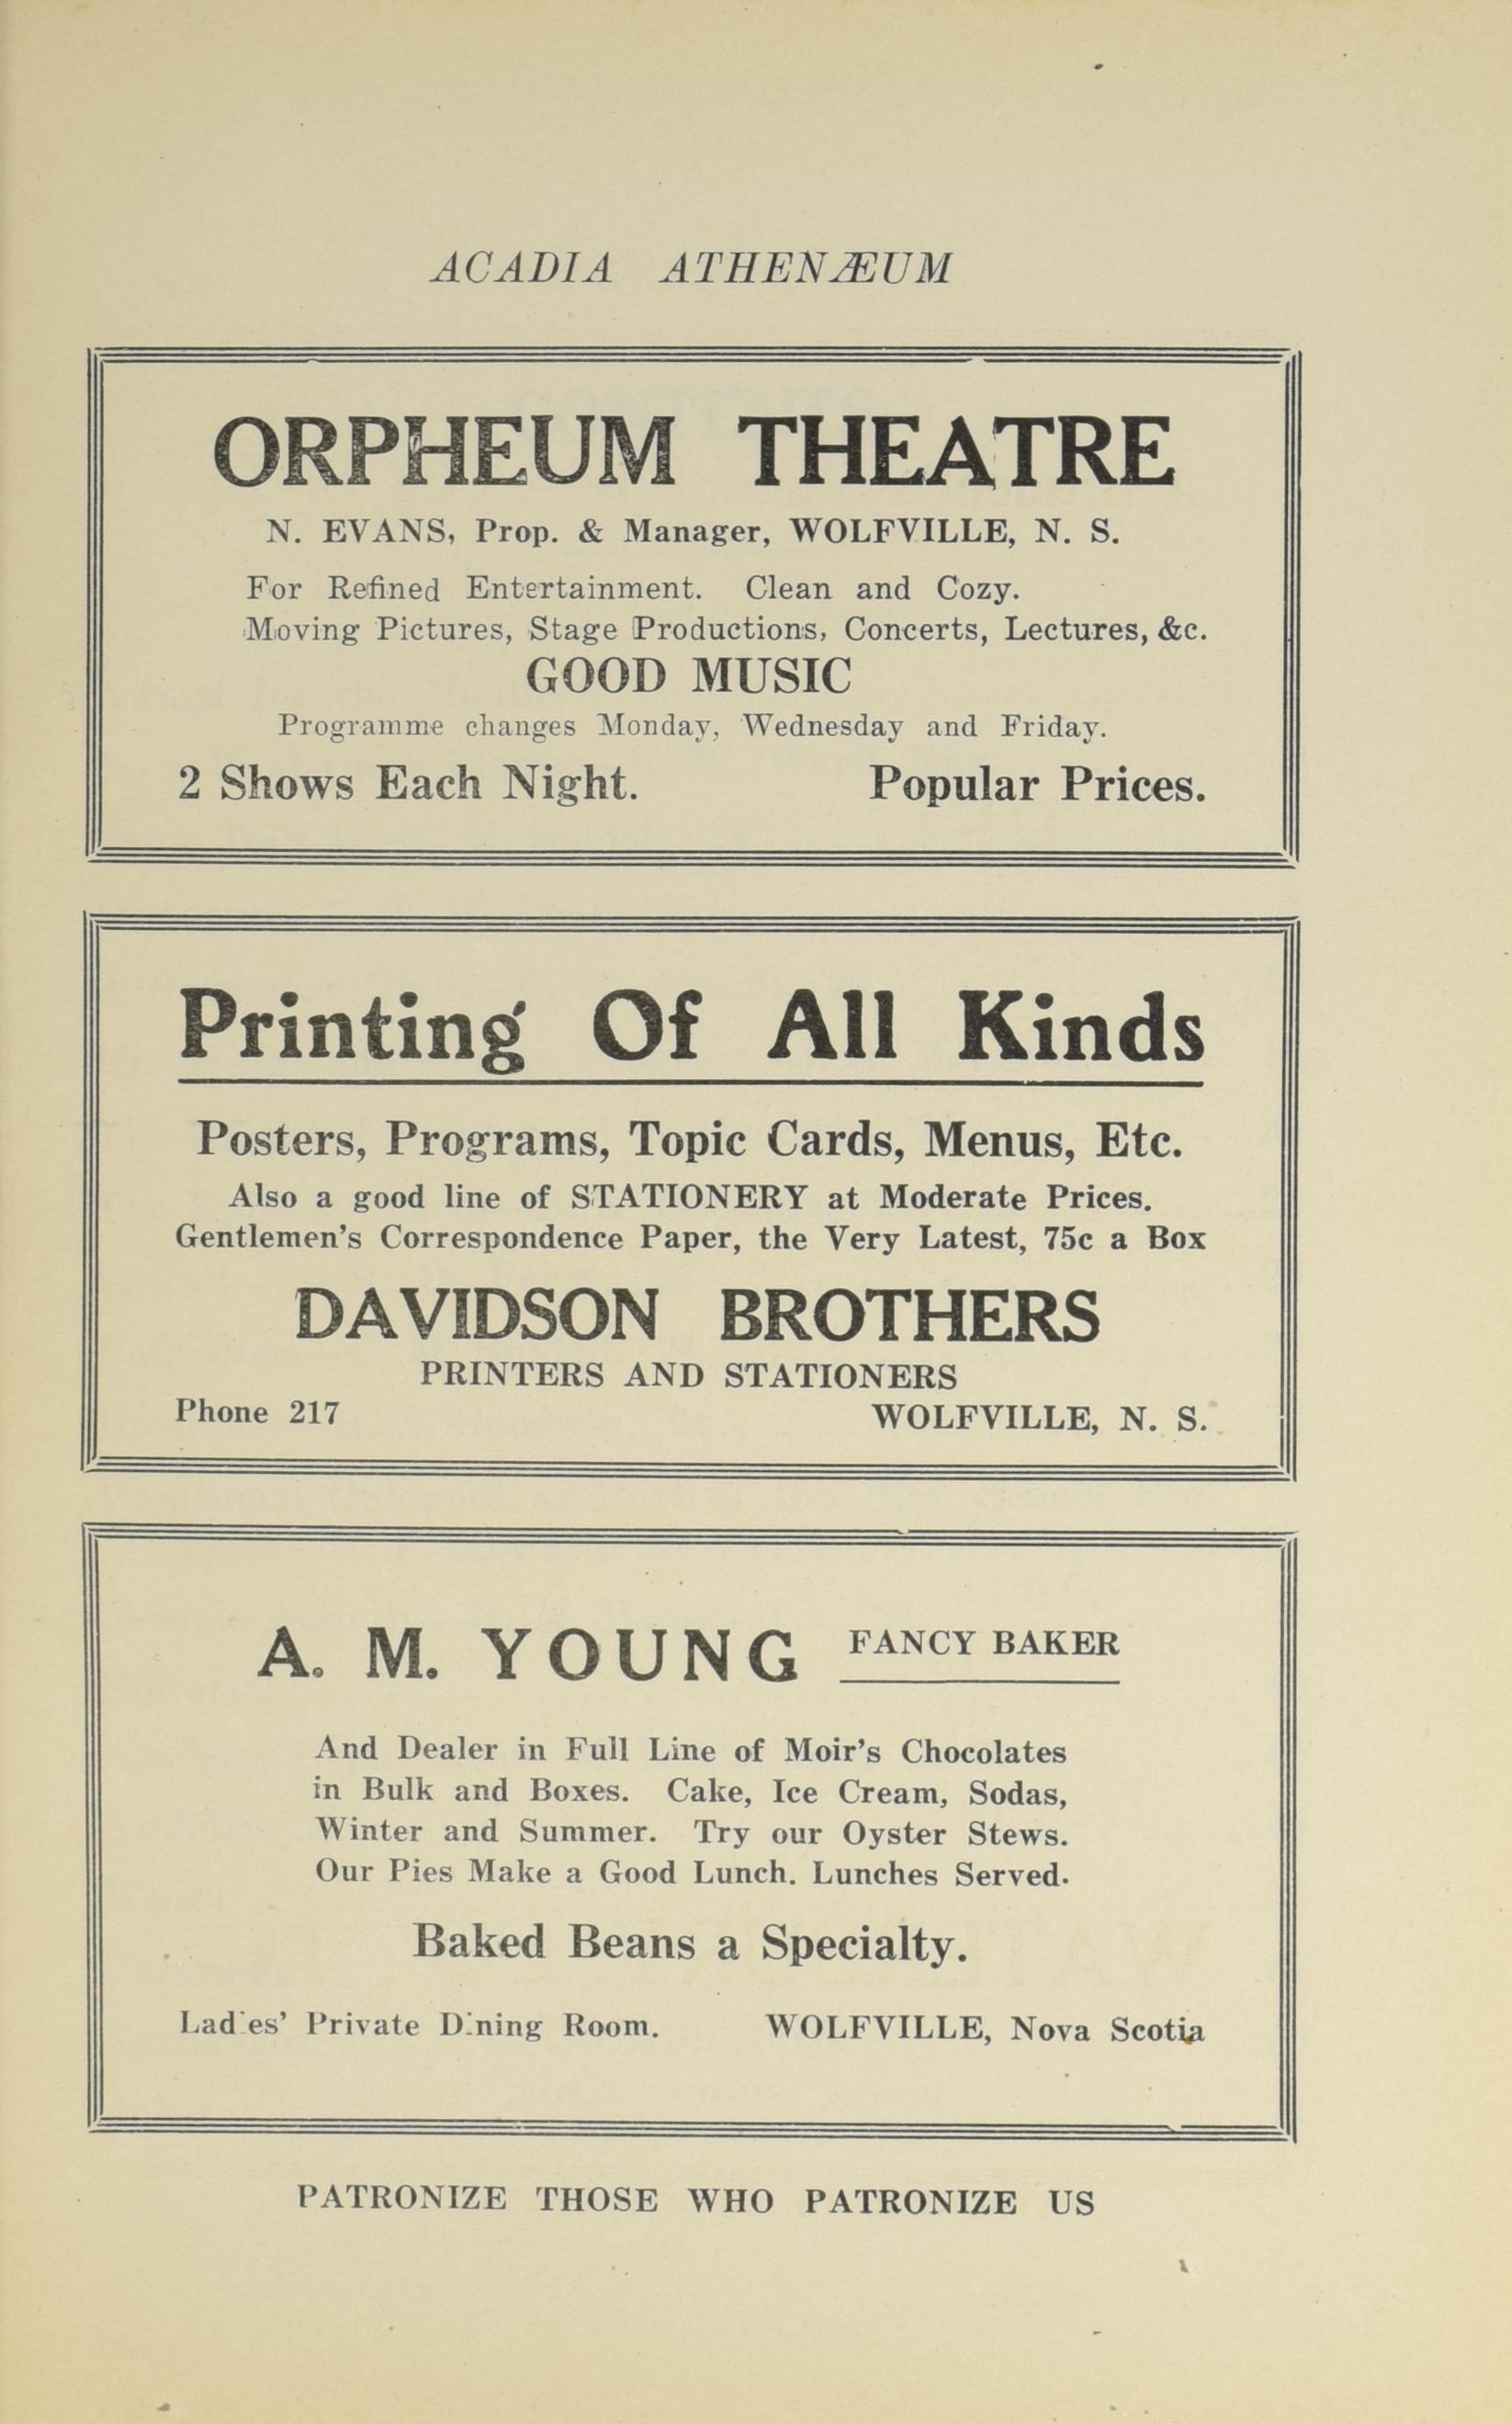 ACADIA ATHENÆUM
ORPHEUM THEATRE
N. EVANS, Prop. & Manager, WOLFVILLE, N. S.
For Refined Entertainment. Clean and Cozy.
Moving Pictures, Stage Productions, Concerts, Lectures, &c.
GOOD MUSIC
Programme changes Monday, Wednesday and Friday.
2 Shows Each Night. Popular Prices.
Printing Of All Kinds
Posters, Programs, Topic Cards, Menus, Etc.
Also a good line of STATIONERY at Moderate Prices.
Gentlemen's Correspondence Paper, the Very Latest, 75c a Box
DAVIDSON BROTHERS
PRINTERS AND STATIONERS
Phone 217 WOLFVILLE, N. S.
A. M. YOUNG FANCY BAKER
And Dealer in Full Line of Moir's Chocolates
in Bulk and Boxes. Cake, Ice Cream, Sodas,
Winter and Summer. Try our Oyster Stews.
Our Pies Make a Good Lunch. Lunches Served.
Baked Beans a Specialty.
Ladies' Private Dining Room. WOLFVILLE, Nova Scotia
PATRONIZE THOSE WHO PATRONIZE US